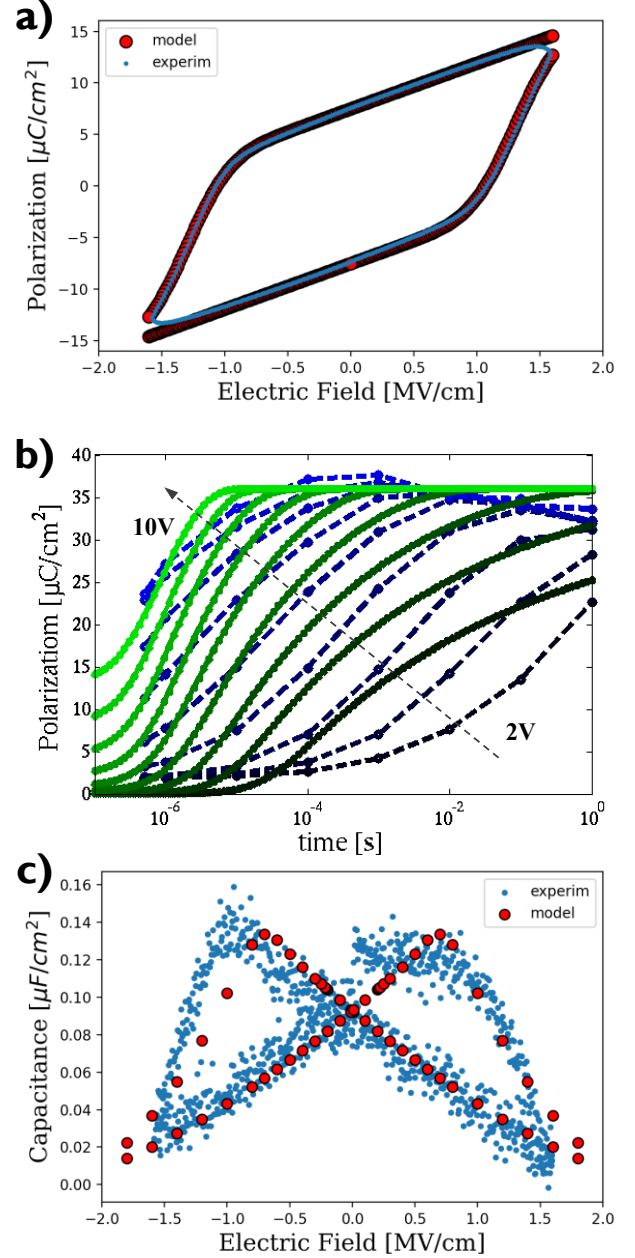 a)
15
10
5
0
−5
−10
−15
Polarization [μC/cm²]
model
experim
−2.0 −1.5 −1.0 −0.5 0.0 0.5 1.0 1.5 2.0
Electric Field [MV/cm]
b)
40
35
30
25
20
15
10
5
0
Polarization [μC/cm²]
10V
2V
10⁻⁶ 10⁻⁴ 10⁻² 10⁰
time [s]
c)
0.16
0.14
0.12
0.10
0.08
0.06
0.04
0.02
0.00
Capacitance [μF/cm²]
experim
model
−2.0 −1.5 −1.0 −0.5 0.0 0.5 1.0 1.5 2.0
Electric Field [MV/cm]